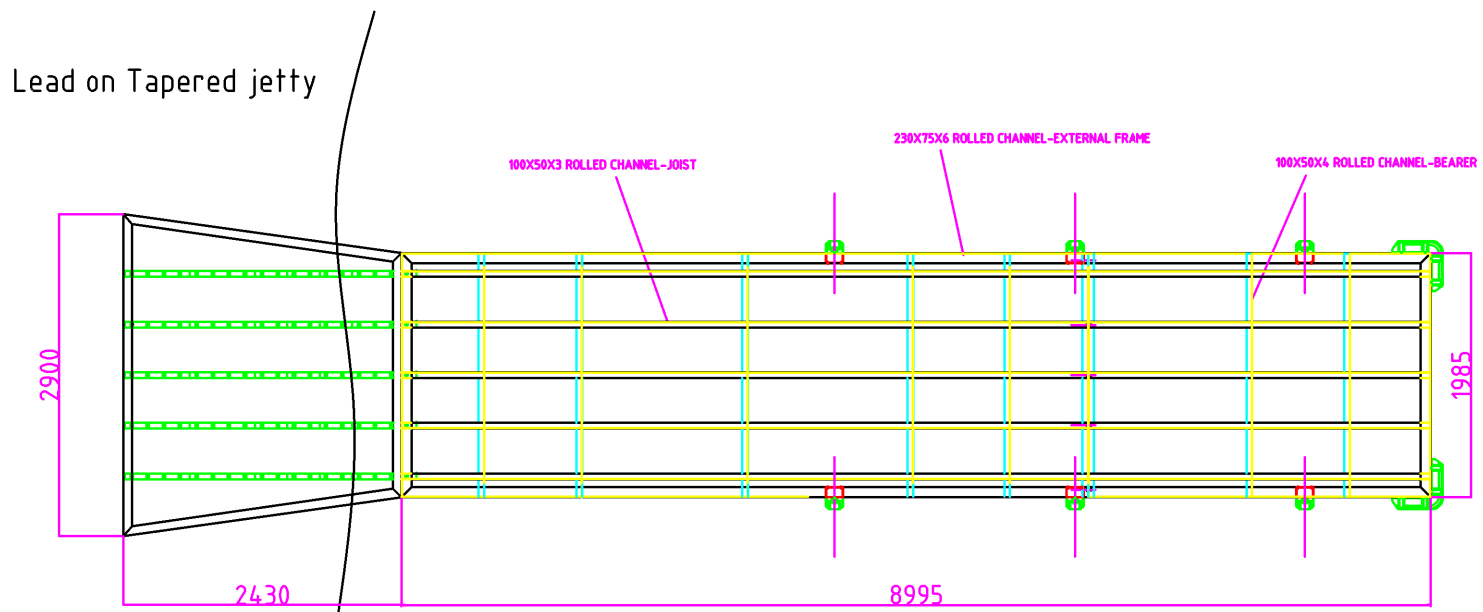 Lead on Tapered jetty
230X75X6 ROLLED CHANNEL-EXTERNAL FRAME
100X50X3 ROLLED CHANNEL-JOIST
100X50X4 ROLLED CHANNEL-BEARER
2900
1985
2430
8995